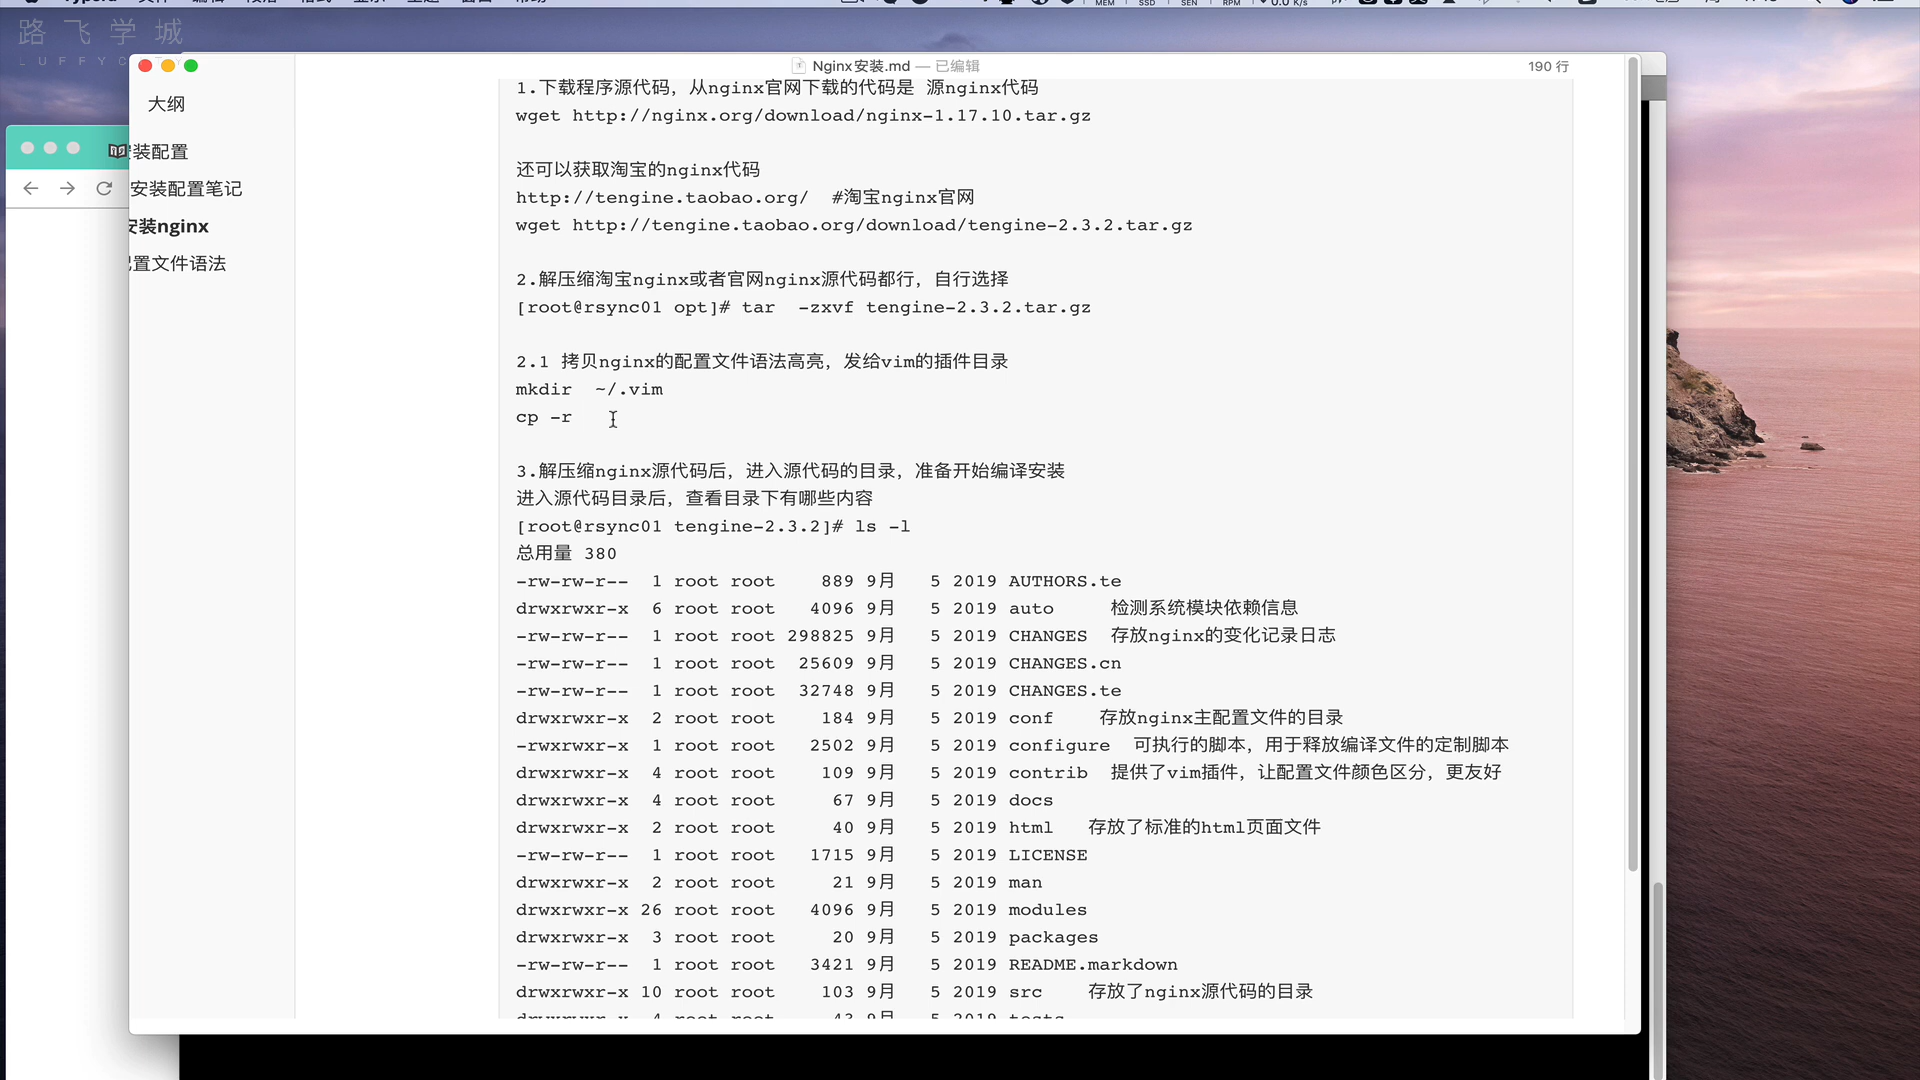 MEM SSD SEN RPM 0.0 K/s
路飞学城
LUFFYC
Nginx安装.md — 已编辑
190 行
大纲
安装配置
安装配置笔记
安装nginx
配置文件语法
1.下载程序源代码，从nginx官网下载的代码是 源nginx代码
wget http://nginx.org/download/nginx-1.17.10.tar.gz
还可以获取淘宝的nginx代码
http://tengine.taobao.org/  #淘宝nginx官网
wget http://tengine.taobao.org/download/tengine-2.3.2.tar.gz
2.解压缩淘宝nginx或者官网nginx源代码都行，自行选择
[root@rsync01 opt]# tar  -zxvf tengine-2.3.2.tar.gz
2.1 拷贝nginx的配置文件语法高亮，发给vim的插件目录
mkdir  ~/.vim
cp -r
3.解压缩nginx源代码后，进入源代码的目录，准备开始编译安装
进入源代码目录后，查看目录下有哪些内容
[root@rsync01 tengine-2.3.2]# ls -l
总用量 380
-rw-rw-r--  1 root root    889 9月   5 2019 AUTHORS.te
drwxrwxr-x  6 root root   4096 9月   5 2019 auto     检测系统模块依赖信息
-rw-rw-r--  1 root root 298825 9月   5 2019 CHANGES  存放nginx的变化记录日志
-rw-rw-r--  1 root root  25609 9月   5 2019 CHANGES.cn
-rw-rw-r--  1 root root  32748 9月   5 2019 CHANGES.te
drwxrwxr-x  2 root root    184 9月   5 2019 conf    存放nginx主配置文件的目录
-rwxrwxr-x  1 root root   2502 9月   5 2019 configure  可执行的脚本，用于释放编译文件的定制脚本
drwxrwxr-x  4 root root    109 9月   5 2019 contrib  提供了vim插件，让配置文件颜色区分，更友好
drwxrwxr-x  4 root root     67 9月   5 2019 docs
drwxrwxr-x  2 root root     40 9月   5 2019 html   存放了标准的html页面文件
-rw-rw-r--  1 root root   1715 9月   5 2019 LICENSE
drwxrwxr-x  2 root root     21 9月   5 2019 man
drwxrwxr-x 26 root root   4096 9月   5 2019 modules
drwxrwxr-x  3 root root     20 9月   5 2019 packages
-rw-rw-r--  1 root root   3421 9月   5 2019 README.markdown
drwxrwxr-x 10 root root    103 9月   5 2019 src    存放了nginx源代码的目录
drwxrwxr-x  4 root root     43 9月   5 2019 tests